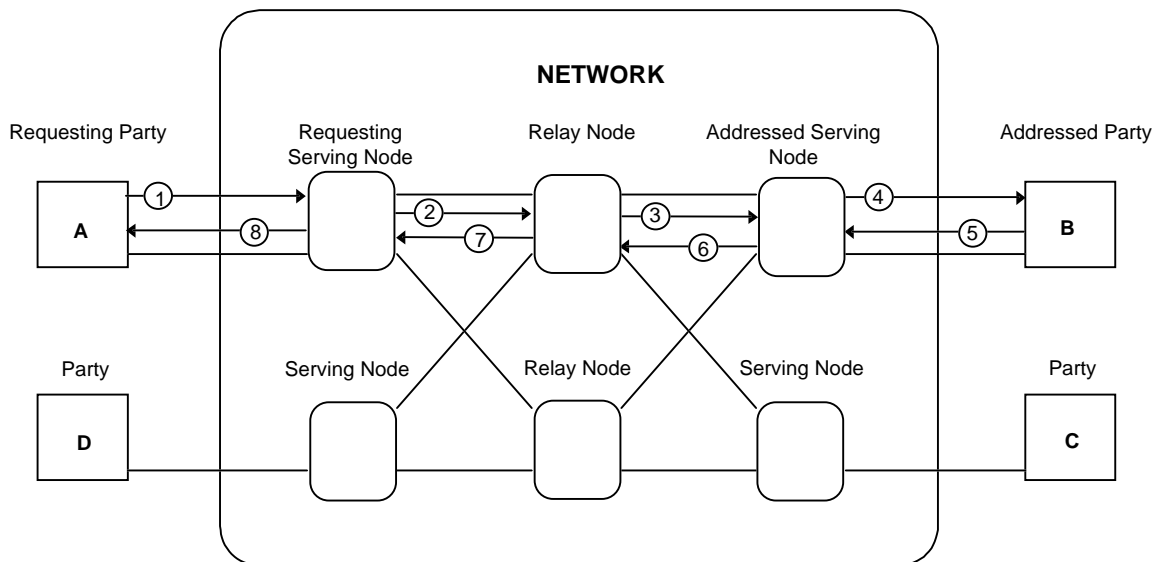 NETWORK
Requesting Party
Requesting
Serving Node
Relay Node
Addressed Serving
Node
Addressed Party
A
1
2
3
4
B
8
7
6
5
Party
Serving Node
Relay Node
Serving Node
Party
D
C